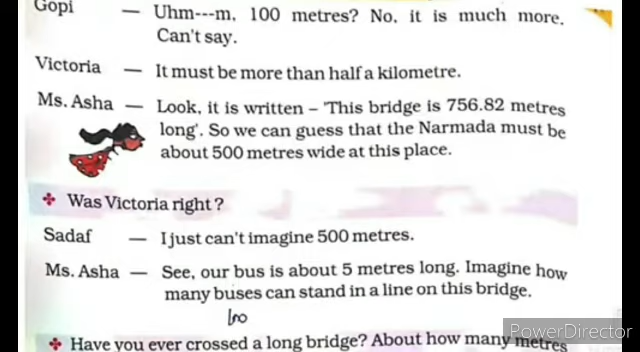 Gopi — Uhm---m, 100 metres? No, it is much more.
Can't say.
Victoria — It must be more than half a kilometre.
Ms. Asha — Look, it is written – 'This bridge is 756.82 metres
long'. So we can guess that the Narmada must be
about 500 metres wide at this place.
❖ Was Victoria right?
Sadaf — I just can't imagine 500 metres.
Ms. Asha — See, our bus is about 5 metres long. Imagine how
many buses can stand in a line on this bridge.
100
PowerDirector
❖ Have you ever crossed a long bridge? About how many metres